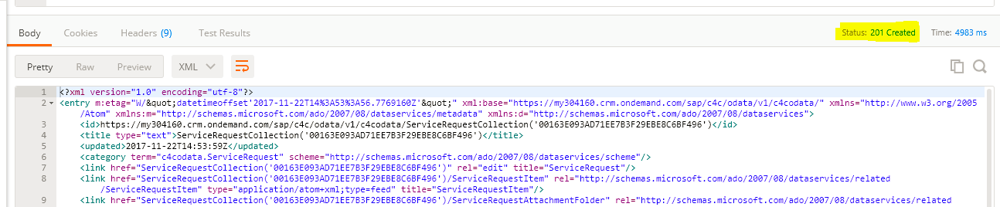 Body Cookies Headers (9) Test Results Status: 201 Created Time: 4983 ms
Pretty Raw Preview XML
1 <?xml version="1.0" encoding="utf-8"?>
2 <entry m:etag="W/&quot;datetimeoffset'2017-11-22T14%3A53%3A56.7769160Z'&quot;" xml:base="https://my304160.crm.ondemand.com/sap/c4c/odata/v1/c4codata/" xmlns="http://www.w3.org/2005
/Atom" xmlns:m="http://schemas.microsoft.com/ado/2007/08/dataservices/metadata" xmlns:d="http://schemas.microsoft.com/ado/2007/08/dataservices">
3 <id>https://my304160.crm.ondemand.com/sap/c4c/odata/v1/c4codata/ServiceRequestCollection('00163E093AD71EE7B3F29EBE8C6BF496')</id>
4 <title type="text">ServiceRequestCollection('00163E093AD71EE7B3F29EBE8C6BF496')</title>
5 <updated>2017-11-22T14:53:59Z</updated>
6 <category term="c4codata.ServiceRequest" scheme="http://schemas.microsoft.com/ado/2007/08/dataservices/scheme"/>
7 <link href="ServiceRequestCollection('00163E093AD71EE7B3F29EBE8C6BF496')" rel="edit" title="ServiceRequest"/>
8 <link href="ServiceRequestCollection('00163E093AD71EE7B3F29EBE8C6BF496')/ServiceRequestItem" rel="http://schemas.microsoft.com/ado/2007/08/dataservices/related
/ServiceRequestItem" type="application/atom+xml;type=feed" title="ServiceRequestItem"/>
9 <link href="ServiceRequestCollection('00163E093AD71EE7B3F29EBE8C6BF496')/ServiceRequestAttachmentFolder" rel="http://schemas.microsoft.com/ado/2007/08/dataservices/related